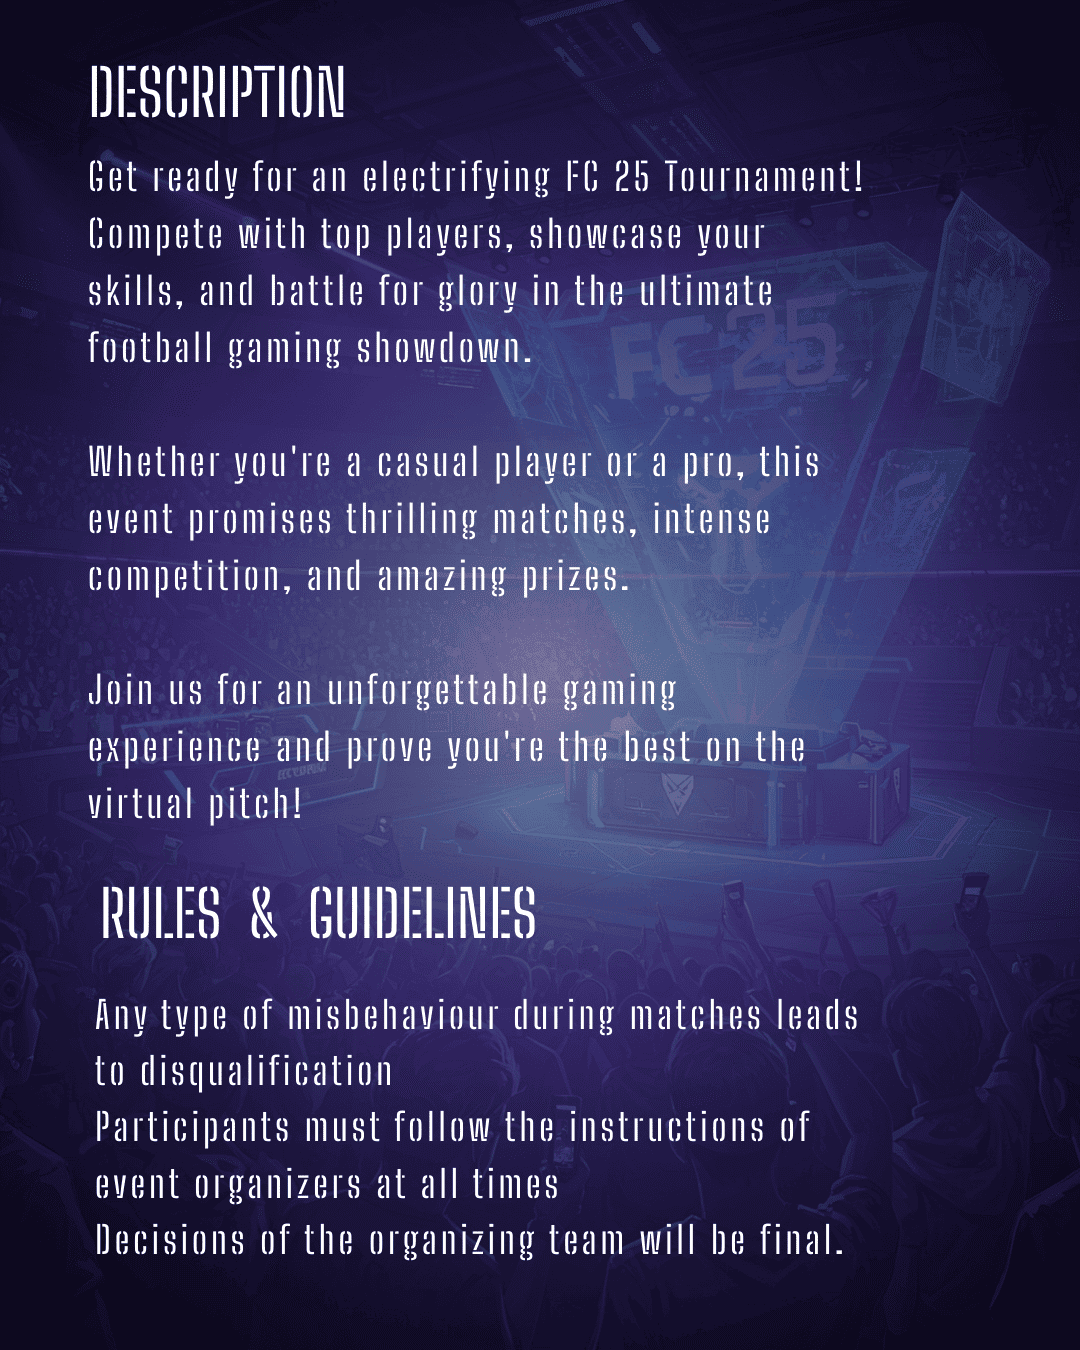 DESCRIPTION
Get ready for an electrifying FC 25 Tournament!
Compete with top players, showcase your
skills, and battle for glory in the ultimate
football gaming showdown.
Whether you're a casual player or a pro, this
event promises thrilling matches, intense
competition, and amazing prizes.
Join us for an unforgettable gaming
experience and prove you're the best on the
virtual pitch!
RULES & GUIDELINES
Any type of misbehaviour during matches leads
to disqualification
Participants must follow the instructions of
event organizers at all times
Decisions of the organizing team will be final.
FC 25